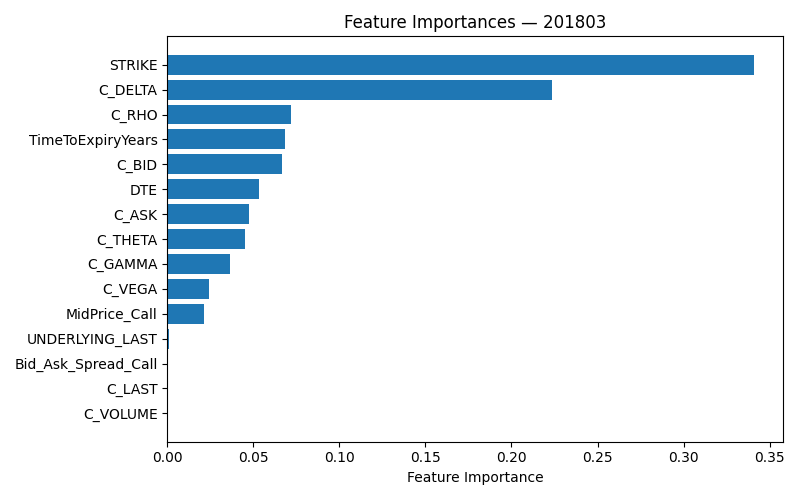 Feature Importances — 201803
STRIKE
C_DELTA
C_RHO
TimeToExpiryYears
C_BID
DTE
C_ASK
C_THETA
C_GAMMA
C_VEGA
MidPrice_Call
UNDERLYING_LAST
Bid_Ask_Spread_Call
C_LAST
C_VOLUME
0.00 0.05 0.10 0.15 0.20 0.25 0.30 0.35
Feature Importance